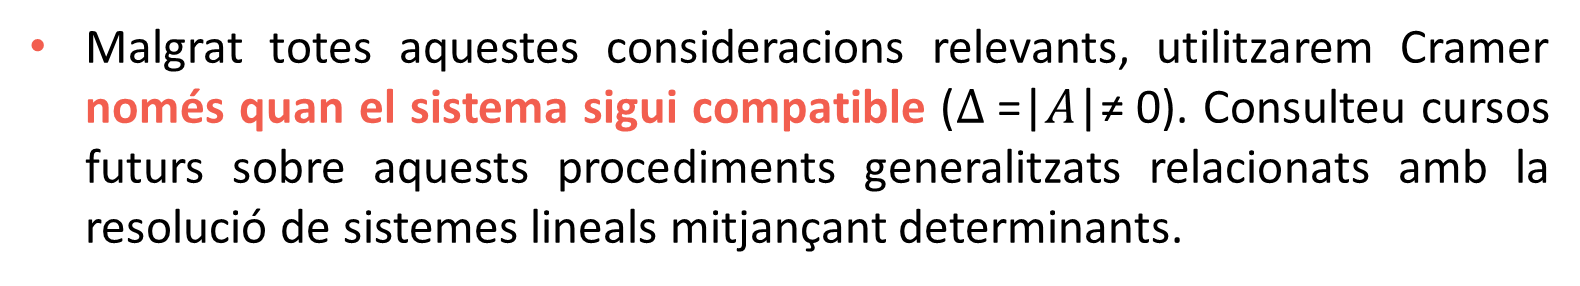 • Malgrat totes aquestes consideracions relevants, utilitzarem Cramer
només quan el sistema sigui compatible (Δ =|A|≠ 0). Consulteu cursos
futurs sobre aquests procediments generalitzats relacionats amb la
resolució de sistemes lineals mitjançant determinants.